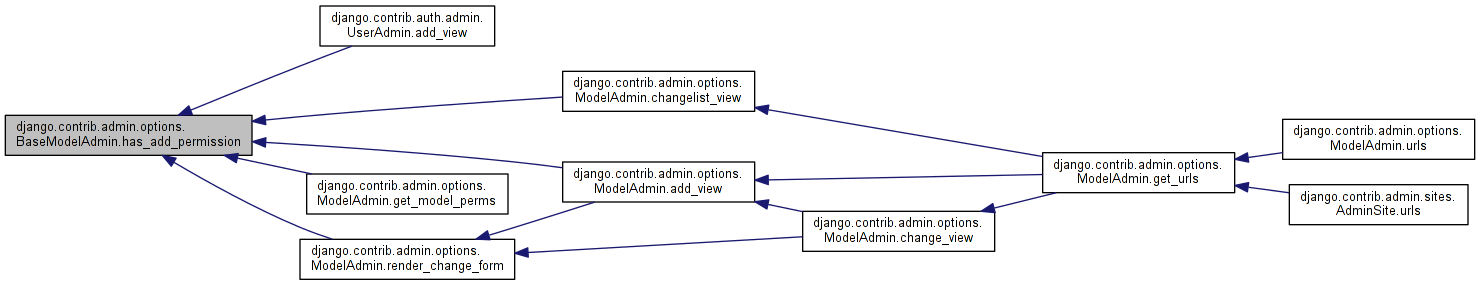 django.contrib.auth.admin.
UserAdmin.add_view
django.contrib.admin.options.
ModelAdmin.changelist_view
django.contrib.admin.options.
BaseModelAdmin.has_add_permission
django.contrib.admin.options.
ModelAdmin.urls
django.contrib.admin.options.
ModelAdmin.get_urls
django.contrib.admin.options.
ModelAdmin.add_view
django.contrib.admin.options.
ModelAdmin.get_model_perms
django.contrib.admin.sites.
AdminSite.urls
django.contrib.admin.options.
ModelAdmin.change_view
django.contrib.admin.options.
ModelAdmin.render_change_form